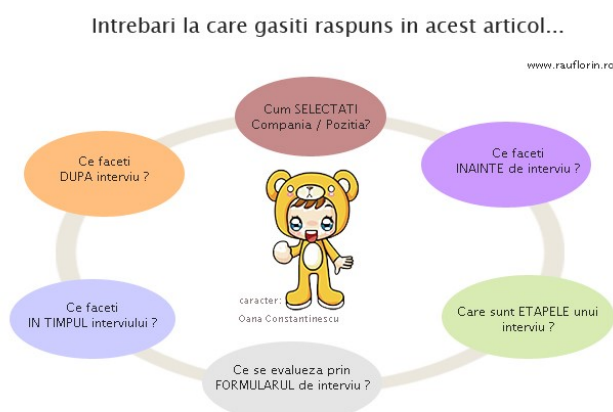 Intrebari la care gasiti raspuns in acest articol...
www.rauflorin.ro
Cum SELECTATI
Compania / Pozitia?
Ce faceti
INAINTE de interviu ?
Care sunt ETAPELE unui
interviu ?
Ce se evalueza prin
FORMULARUL de interviu ?
Ce faceti
IN TIMPUL interviului ?
Ce faceti
DUPA interviu ?
caracter:
Oana Constantinescu